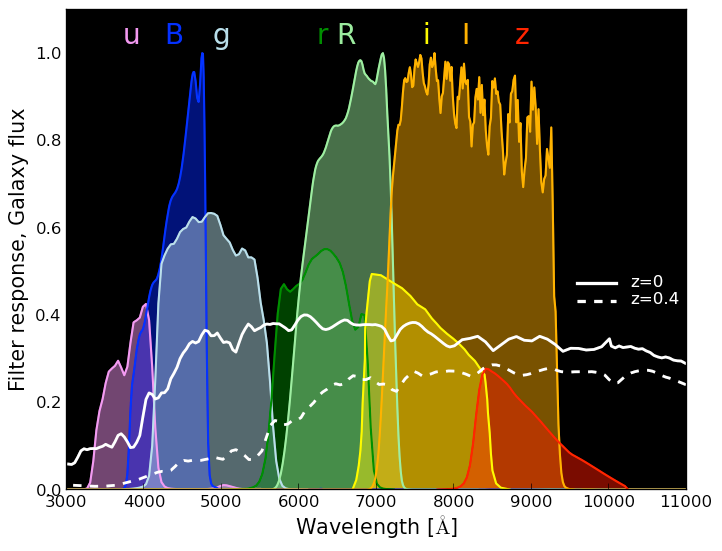 u B g r R i I z
1.0
0.8
0.6
0.4
0.2
0.0
Filter response, Galaxy flux
z=0
z=0.4
3000 4000 5000 6000 7000 8000 9000 10000 11000
Wavelength [Å]